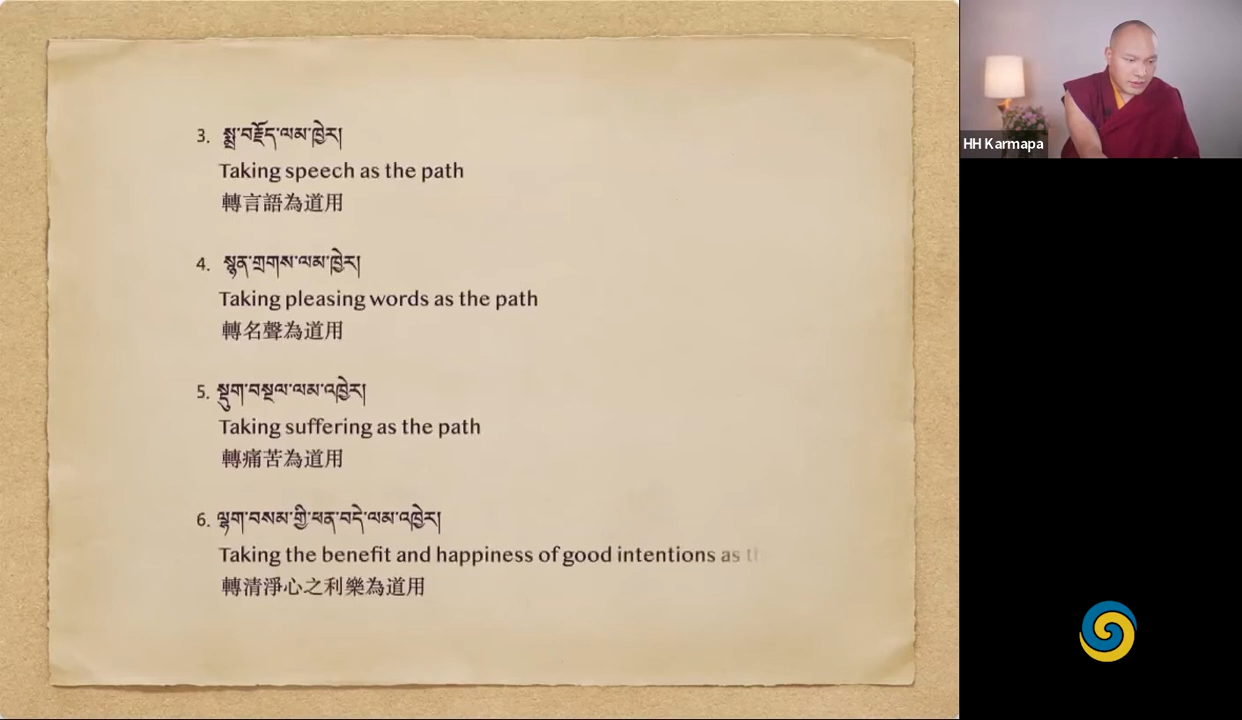 3. སྨྲ་བརྗོད་ལམ་ཁྱེར།
Taking speech as the path
轉言語為道用
4. སྙན་གྲགས་ལམ་ཁྱེར།
Taking pleasing words as the path
轉名聲為道用
5. སྡུག་བསྔལ་ལམ་འཁྱེར།
Taking suffering as the path
轉痛苦為道用
6. ལྷག་བསམ་གྱི་ཕན་བདེ་ལམ་འཁྱེར།
Taking the benefit and happiness of good intentions as t
轉清淨心之利樂為道用
HH Karmapa